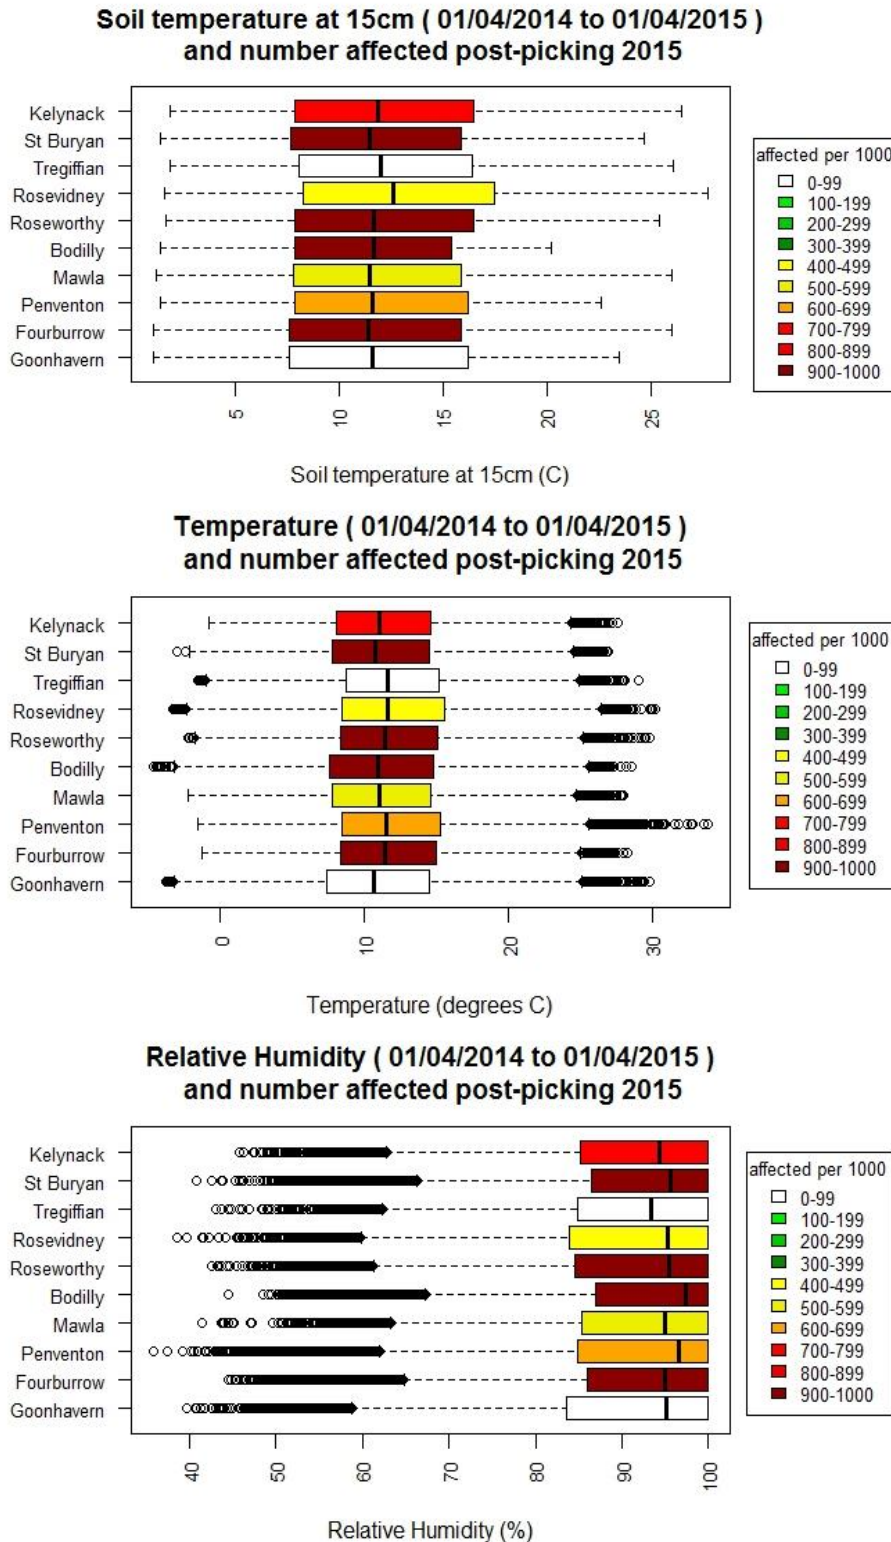 Soil temperature at 15cm ( 01/04/2014 to 01/04/2015 )
and number affected post-picking 2015
Kelynack
St Buryan
Tregiffian
Rosevidney
Roseworthy
Bodilly
Mawla
Penventon
Fourburrow
Goonhavern
5
10
15
20
25
Soil temperature at 15cm (C)
affected per 1000
0-99
100-199
200-299
300-399
400-499
500-599
600-699
700-799
800-899
900-1000
Temperature ( 01/04/2014 to 01/04/2015 )
and number affected post-picking 2015
Kelynack
St Buryan
Tregiffian
Rosevidney
Roseworthy
Bodilly
Mawla
Penventon
Fourburrow
Goonhavern
0
10
20
30
Temperature (degrees C)
affected per 1000
0-99
100-199
200-299
300-399
400-499
500-599
600-699
700-799
800-899
900-1000
Relative Humidity ( 01/04/2014 to 01/04/2015 )
and number affected post-picking 2015
Kelynack
St Buryan
Tregiffian
Rosevidney
Roseworthy
Bodilly
Mawla
Penventon
Fourburrow
Goonhavern
40
50
60
70
80
90
100
Relative Humidity (%)
affected per 1000
0-99
100-199
200-299
300-399
400-499
500-599
600-699
700-799
800-899
900-1000